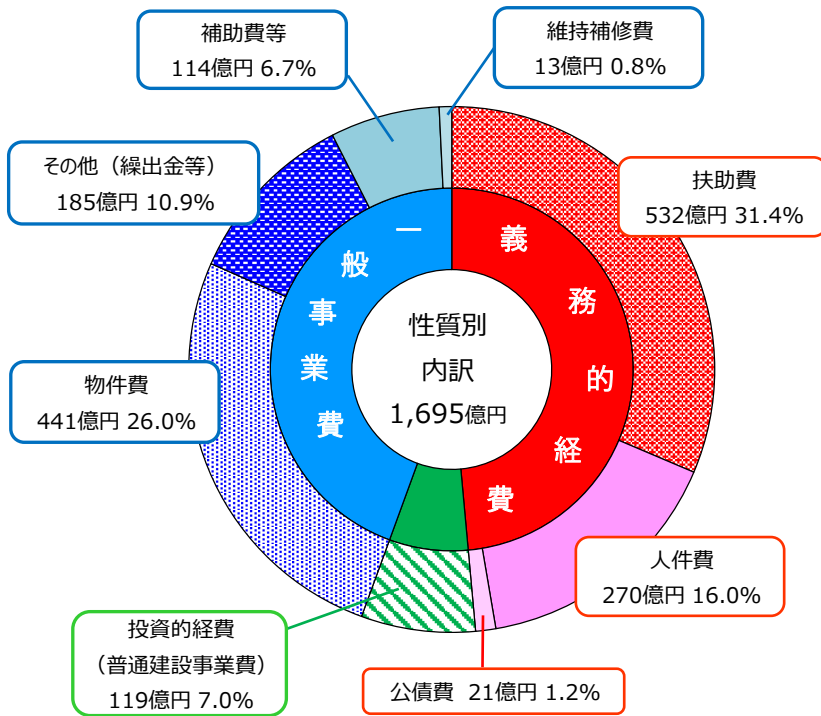 補助費等
114億円 6.7%
維持補修費
13億円 0.8%
その他（繰出金等）
185億円 10.9%
扶助費
532億円 31.4%
一般事業費
義務的経費
性質別
内訳
1,695億円
物件費
441億円 26.0%
人件費
270億円 16.0%
投資的経費
（普通建設事業費）
119億円 7.0%
公債費 21億円 1.2%